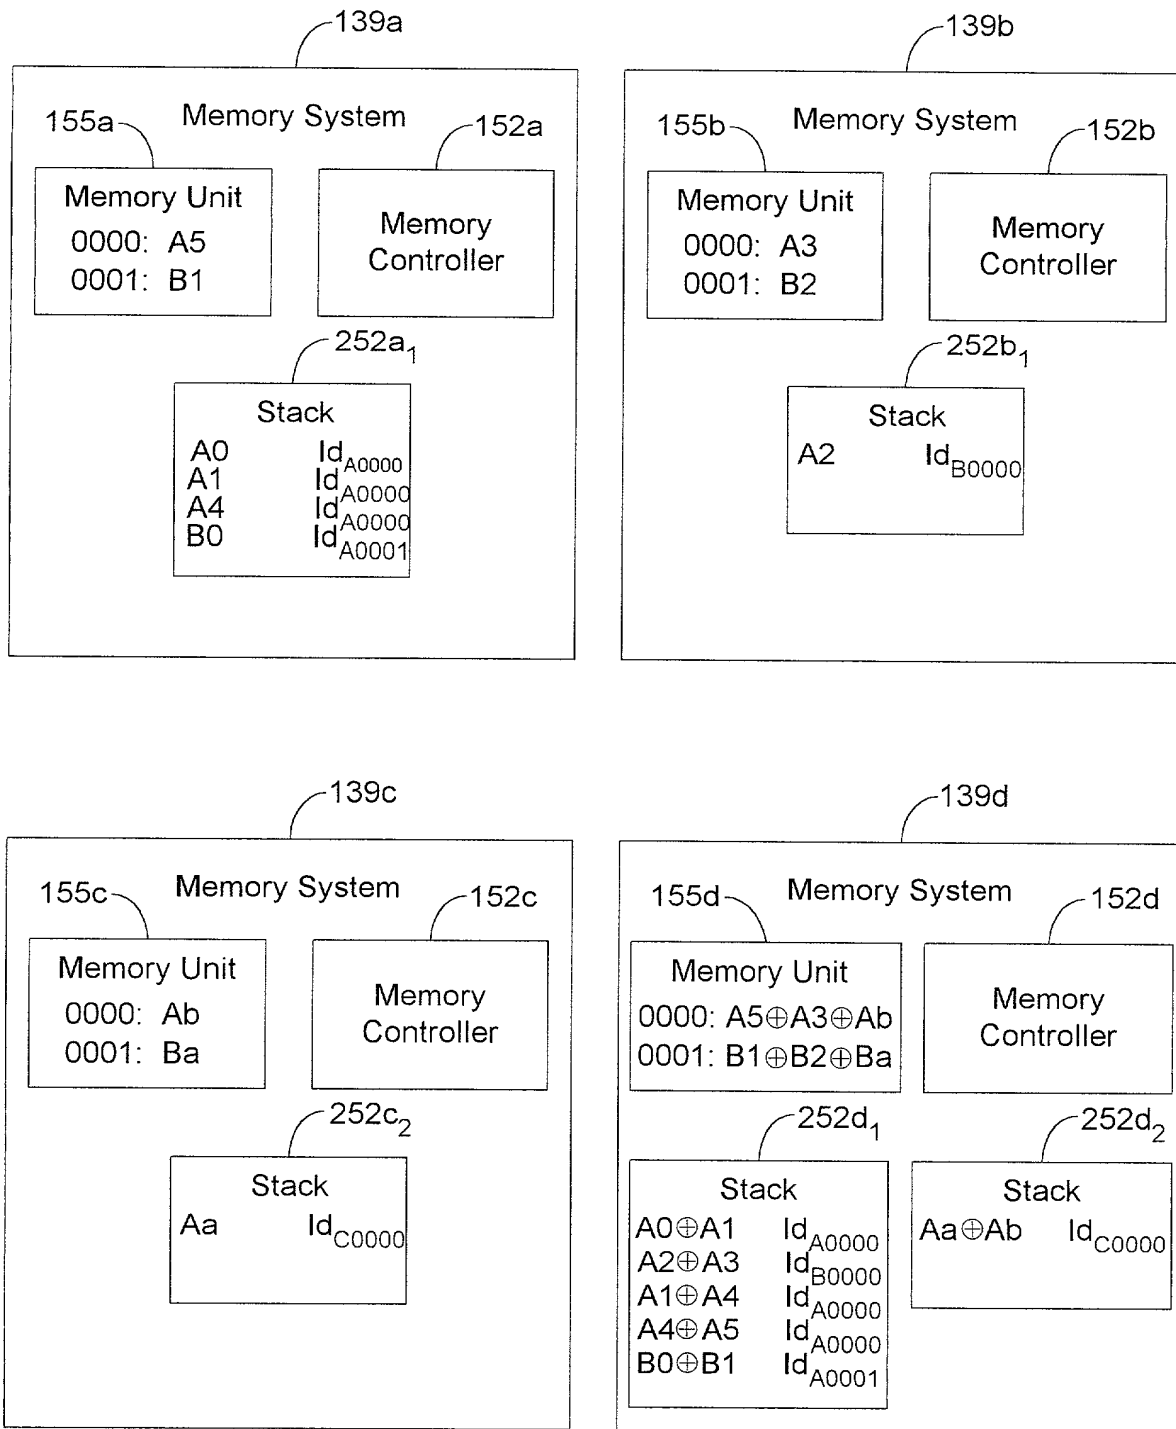 139a
Memory System
155a
152a
Memory Unit
0000: A5
0001: B1
Memory
Controller
252a1
Stack
A0 IdA0000
A1 IdA0000
A4 IdA0000
B0 IdA0001
139b
Memory System
155b
152b
Memory Unit
0000: A3
0001: B2
Memory
Controller
252b1
Stack
A2 IdB0000
139c
Memory System
155c
152c
Memory Unit
0000: Ab
0001: Ba
Memory
Controller
252c2
Stack
Aa IdC0000
139d
Memory System
155d
152d
Memory Unit
0000: A5⊕A3⊕Ab
0001: B1⊕B2⊕Ba
Memory
Controller
252d1
Stack
A0⊕A1 IdA0000
A2⊕A3 IdB0000
A1⊕A4 IdA0000
A4⊕A5 IdA0000
B0⊕B1 IdA0001
252d2
Stack
Aa⊕Ab IdC0000